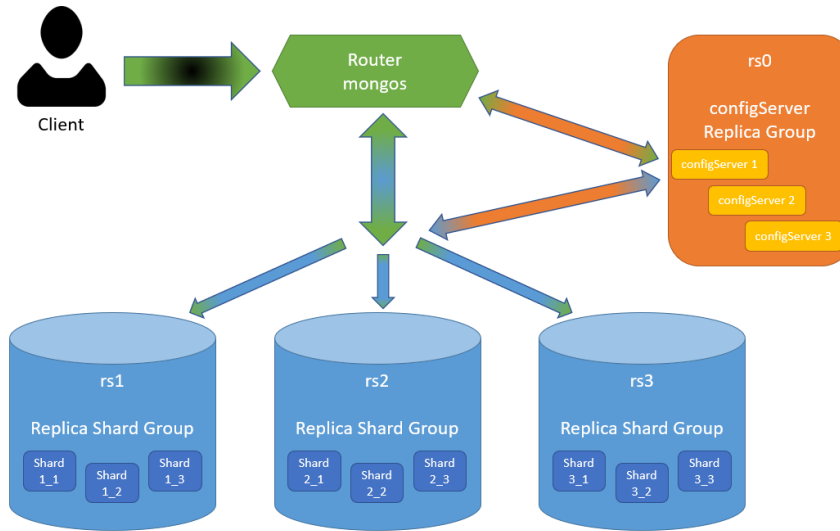 Client
Router
mongos
rs0
configServer
Replica Group
configServer 1
configServer 2
configServer 3
rs1
Replica Shard Group
Shard
1_1
Shard
1_2
Shard
1_3
rs2
Replica Shard Group
Shard
2_1
Shard
2_2
Shard
2_3
rs3
Replica Shard Group
Shard
3_1
Shard
3_2
Shard
3_3